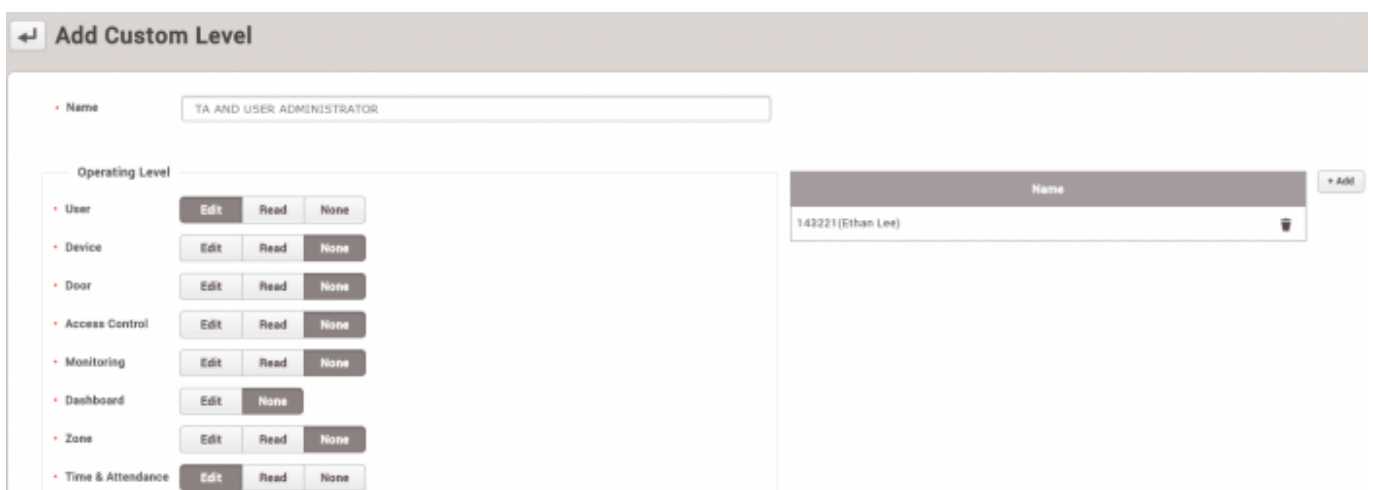 Add Custom Level
Name
TA AND USER ADMINISTRATOR
Operating Level
Name
+ Add
143221(Ethan Lee)
User Edit Read None
Device Edit Read None
Door Edit Read None
Access Control Edit Read None
Monitoring Edit Read None
Dashboard Edit None
Zone Edit Read None
Time & Attendance Edit Read None